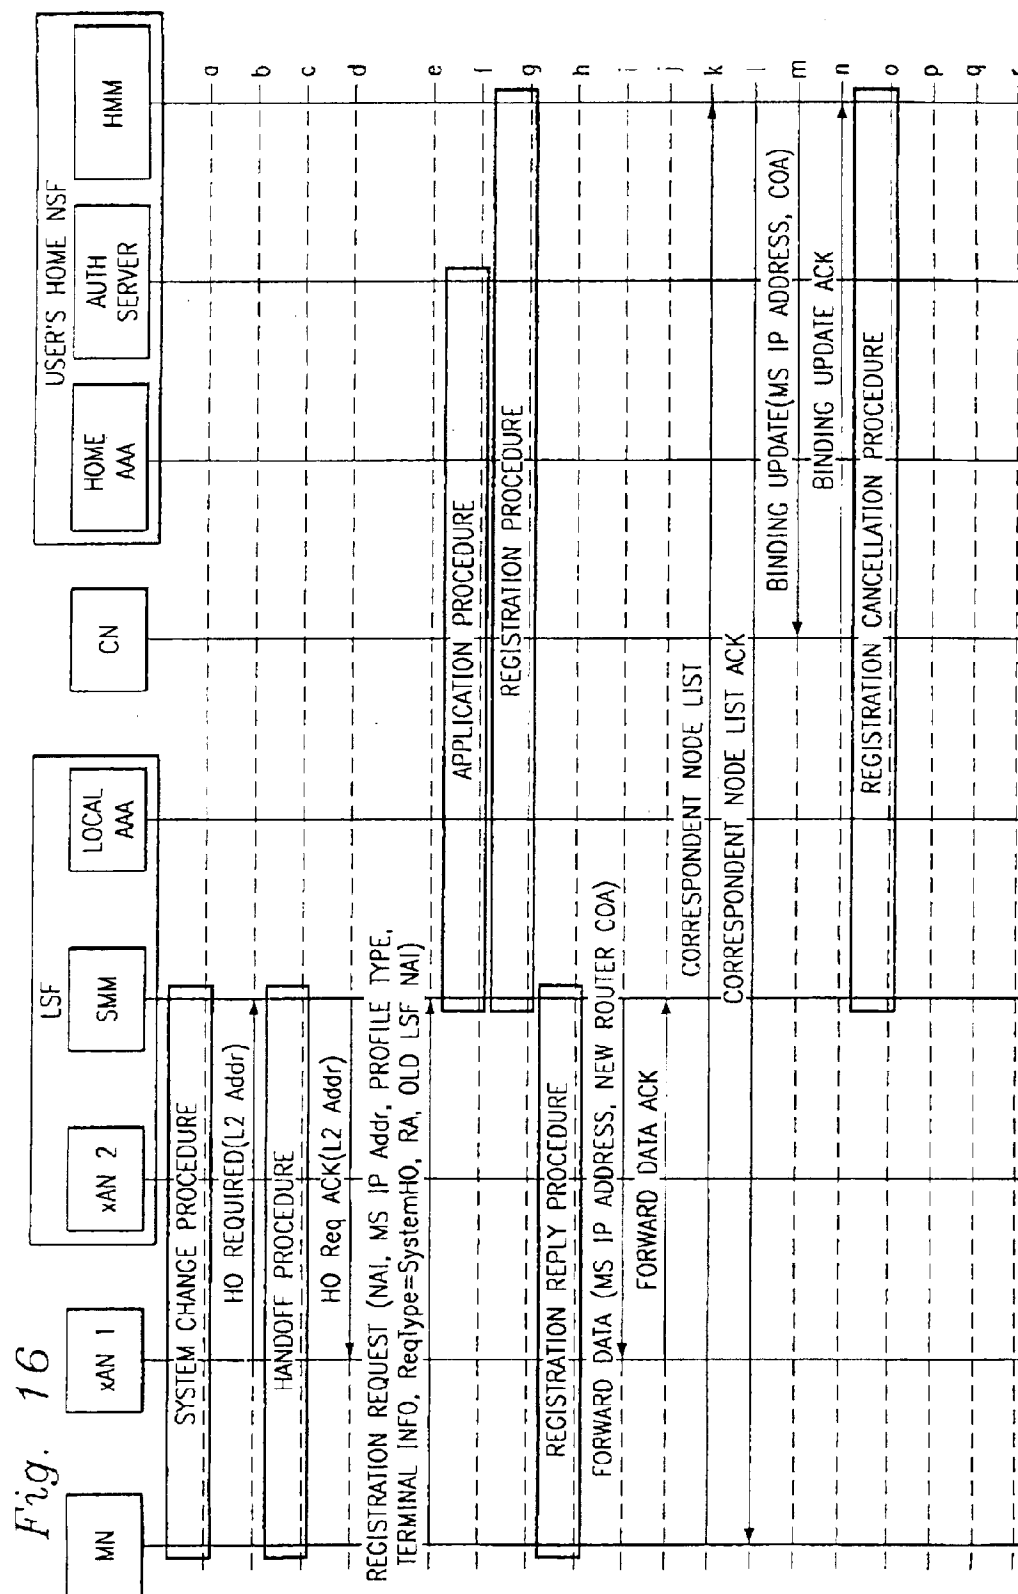 Fig. 16
MN
xAN 1
LSF
xAN 2
SMM
LOCAL
AAA
CN
USER'S HOME NSF
HOME
AAA
AUTH
SERVER
HMM
SYSTEM CHANGE PROCEDURE
a
HO REQUIRED(L2 Addr)
b
HANDOFF PROCEDURE
c
HO Req ACK(L2 Addr)
d
REGISTRATION REQUEST (NAI, MS IP Addr, PROFILE TYPE,
TERMINAL INFO, ReqType=SystemHO, RA, OLD LSF NAI)
e
APPLICATION PROCEDURE
f
REGISTRATION PROCEDURE
g
REGISTRATION REPLY PROCEDURE
h
FORWARD DATA (MS IP ADDRESS, NEW ROUTER COA)
i
FORWARD DATA ACK
j
CORRESPONDENT NODE LIST
k
CORRESPONDENT NODE LIST ACK
l
BINDING UPDATE(MS IP ADDRESS, COA)
m
BINDING UPDATE ACK
n
REGISTRATION CANCELLATION PROCEDURE
o
p
q
r